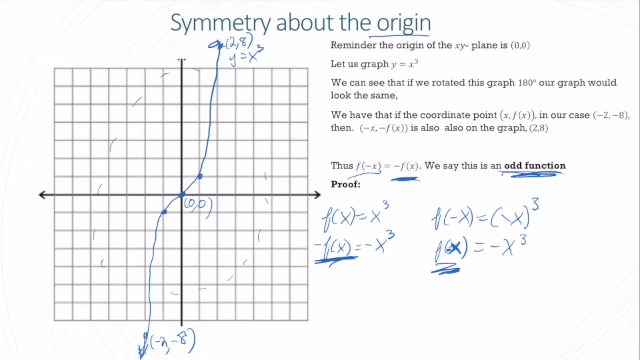 Symmetry about the origin
(2,8)
y=x³
Reminder the origin of the xy- plane is (0,0)
Let us graph y = x³
We can see that if we rotated this graph 180° our graph would
look the same,
We have that if the coordinate point (x, f(x)), in our case (−2, −8),
then. (−x, −f(x)) is also also on the graph, (2,8)
Thus f(−x) = −f(x). We say this is an odd function
Proof:
(0,0)
f(x)=x³
-f(x)=-x³
f(-x)=(-x)³
f(-x)=-x³
(-2,-8)